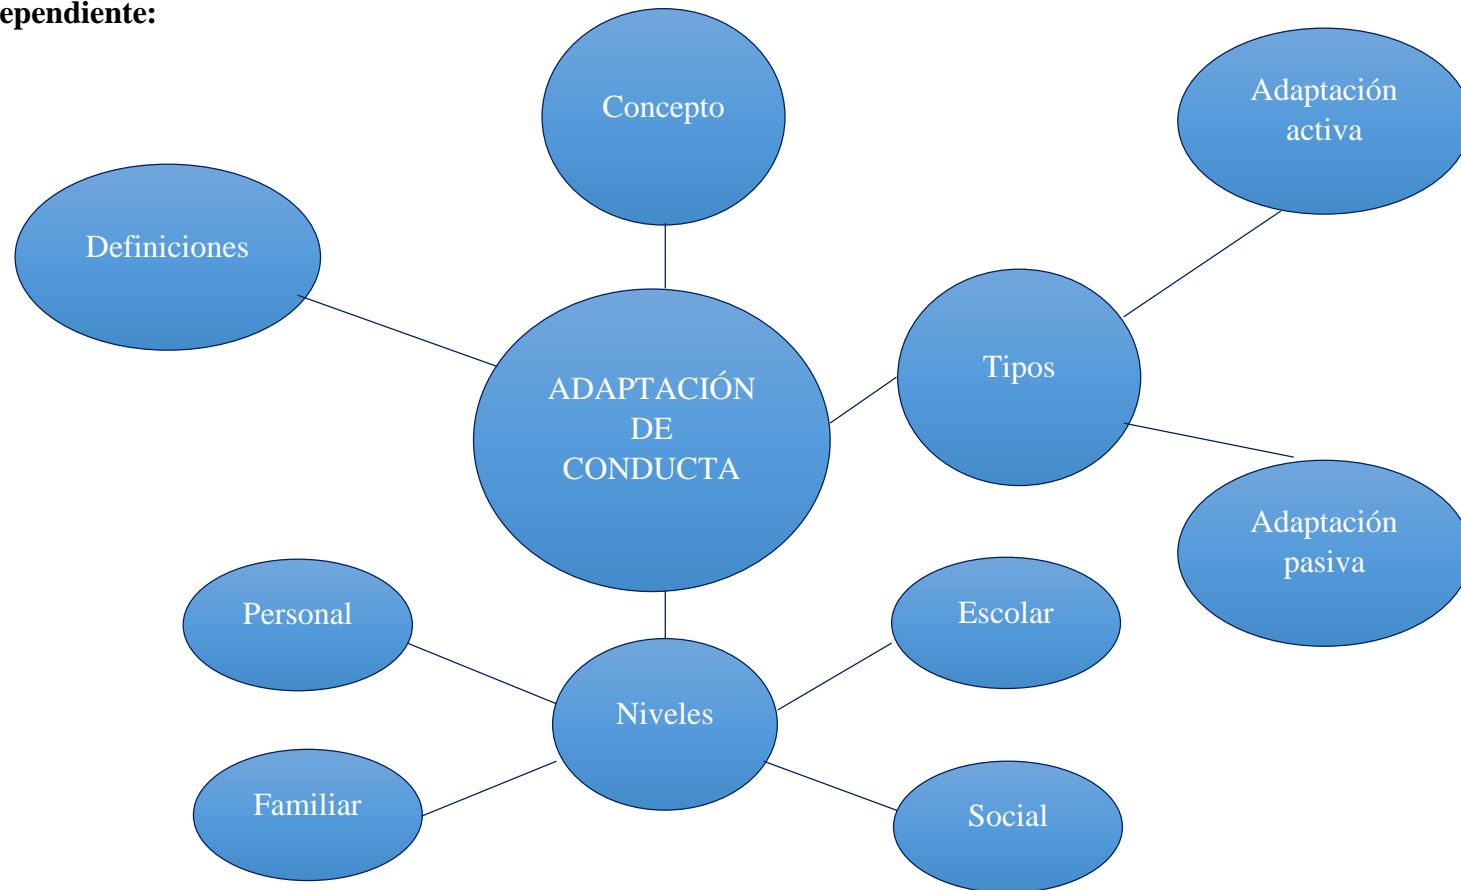 ependiente:
Concepto
Adaptación
activa
Definiciones
Tipos
ADAPTACIÓN
DE
CONDUCTA
Adaptación
pasiva
Personal
Escolar
Niveles
Familiar
Social